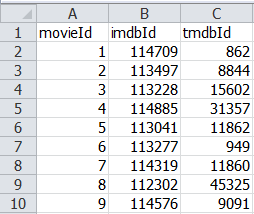 A B C
1 movieId imdbId tmdbId
2 1 114709 862
3 2 113497 8844
4 3 113228 15602
5 4 114885 31357
6 5 113041 11862
7 6 113277 949
8 7 114319 11860
9 8 112302 45325
10 9 114576 9091